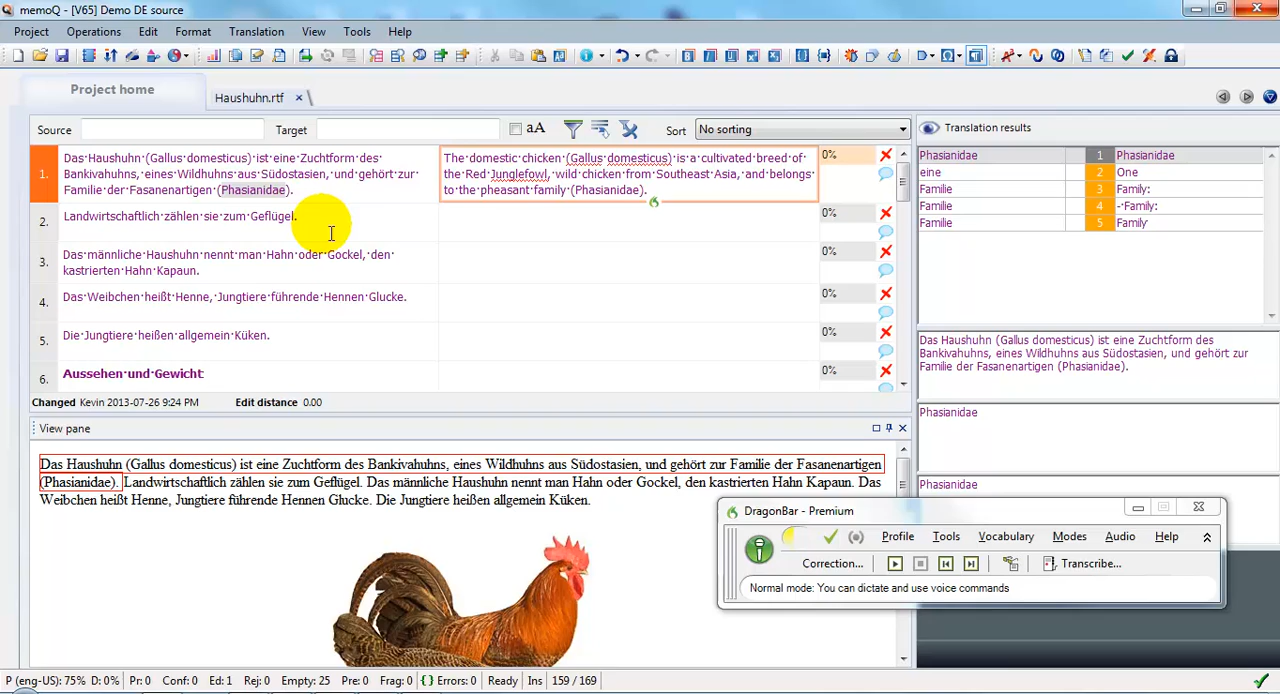 memoQ - [V65] Demo DE source
Project Operations Edit Format Translation View Tools Help
Project home
Haushuhn.rtf
Source Target aA Sort No sorting
1. Das Haushuhn (Gallus domesticus) ist eine Zuchtform des
Bankivahuhns, eines Wildhuhns aus Südostasien, und gehört zur
Familie der Fasanenartigen (Phasianidae).
The domestic chicken (Gallus domesticus) is a cultivated breed of
the Red Junglefowl, wild chicken from Southeast Asia, and belongs
to the pheasant family (Phasianidae).
0%
2. Landwirtschaftlich zählen sie zum Geflügel.
0%
3. Das männliche Haushuhn nennt man Hahn oder Gockel, den
kastrierten Hahn Kapaun.
0%
4. Das Weibchen heißt Henne, Jungtiere führende Hennen Glucke.
0%
5. Die Jungtiere heißen allgemein Küken.
0%
6. Aussehen und Gewicht
0%
Changed Kevin 2013-07-26 9:24 PM Edit distance 0.00
Translation results
Phasianidae 1 Phasianidae
eine 2 One
Familie 3 Family:
Familie 4 - Family:
Familie 5 Family
Das Haushuhn (Gallus domesticus) ist eine Zuchtform des
Bankivahuhns, eines Wildhuhns aus Südostasien, und gehört zur
Familie der Fasanenartigen (Phasianidae).
Phasianidae
Phasianidae
View pane
Das Haushuhn (Gallus domesticus) ist eine Zuchtform des Bankivahuhns, eines Wildhuhns aus Südostasien, und gehört zur Familie der Fasanenartigen
(Phasianidae). Landwirtschaftlich zählen sie zum Geflügel. Das männliche Haushuhn nennt man Hahn oder Gockel, den kastrierten Hahn Kapaun. Das
Weibchen heißt Henne, Jungtiere führende Hennen Glucke. Die Jungtiere heißen allgemein Küken.
DragonBar - Premium
Profile Tools Vocabulary Modes Audio Help
Correction... Transcribe...
Normal mode: You can dictate and use voice commands
P (eng-US): 75% D: 0% Pr: 0 Conf: 0 Ed: 1 Rej: 0 Empty: 25 Pre: 0 Frag: 0 {} Errors: 0 Ready Ins 159 / 169